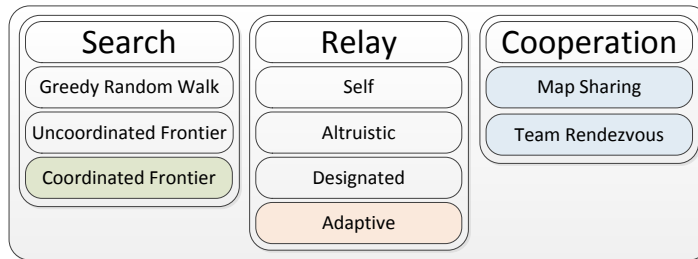 Search
Greedy Random Walk
Uncoordinated Frontier
Coordinated Frontier
Relay
Self
Altruistic
Designated
Adaptive
Cooperation
Map Sharing
Team Rendezvous